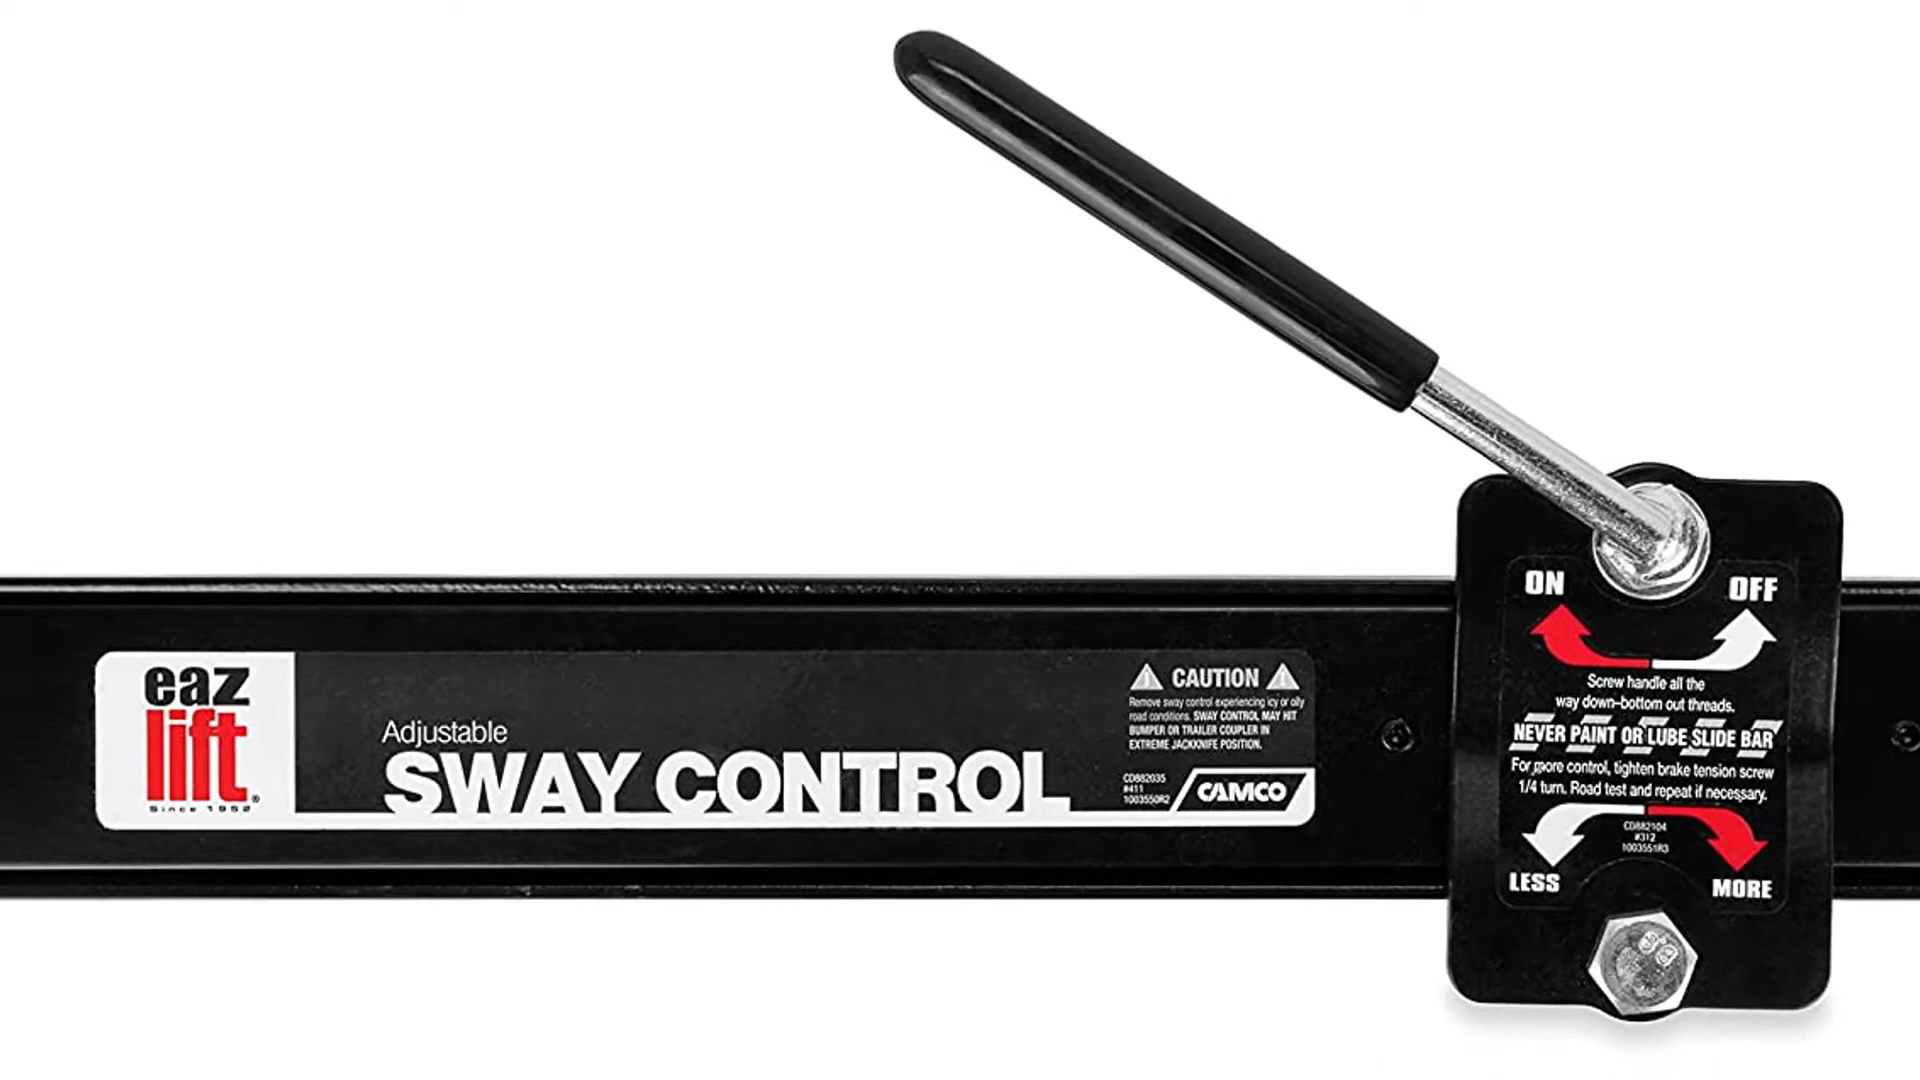 eaz
lift®
Since 1952
Adjustable
SWAY CONTROL
CAUTION
Remove sway control experiencing icy or oily
road conditions. SWAY CONTROL MAY HIT
BUMPER OR TRAILER COUPLER IN
EXTREME JACKKNIFE POSITION.
CD882035
#411
1003550R2
CAMCO
ON OFF
Screw handle all the
way down–bottom out threads.
NEVER PAINT OR LUBE SLIDE BAR
For more control, tighten brake tension screw
1/4 turn. Road test and repeat if necessary.
CD882104
#312
1003551R3
LESS MORE
8.8